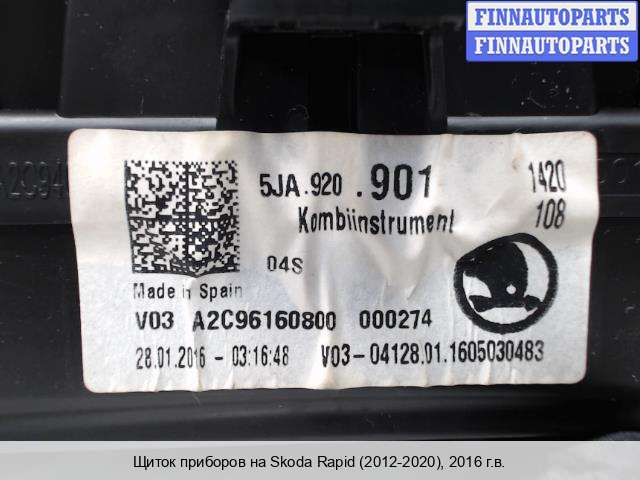 FINNAUTOPARTS
FINNAUTOPARTS
5JA.920 .901 1420
Kombiinstrument 108
04S
Made in Spain
V03 A2C96160800 000274
28.01.2016 - 03:16:48 V03-04128.01.1605030483
Щиток приборов на Skoda Rapid (2012-2020), 2016 г.в.